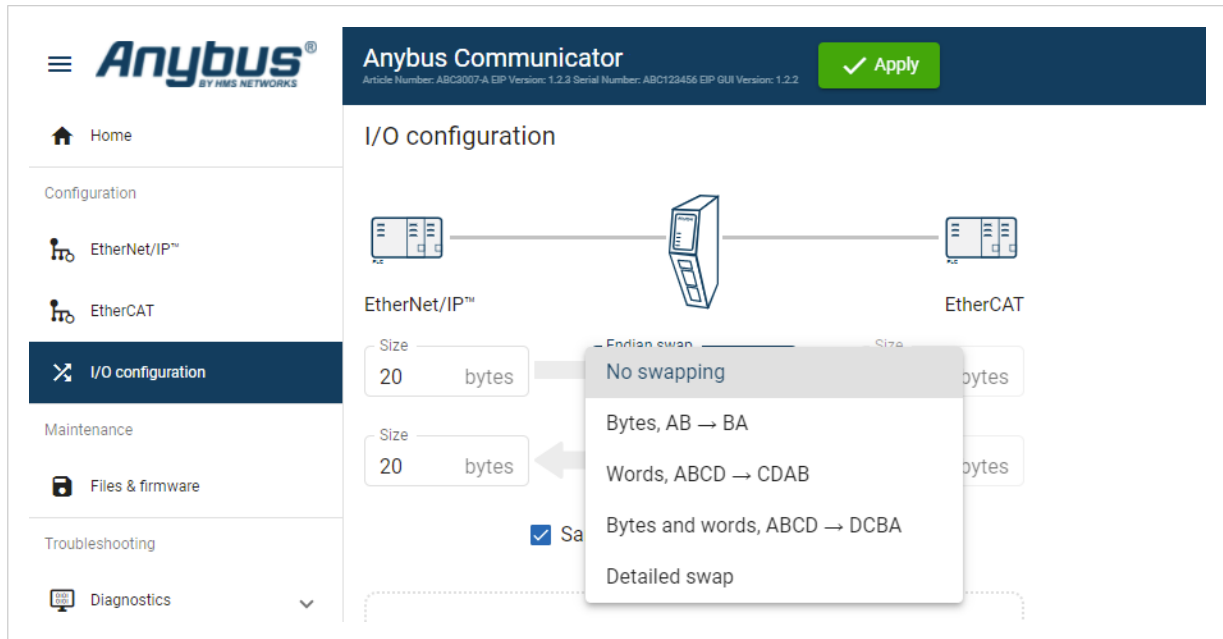 Anybus®
BY HMS NETWORKS
Anybus Communicator
Article Number: ABC3007-A EIP Version: 1.2.3 Serial Number: ABC123456 EIP GUI Version: 1.2.2
Apply
Home
Configuration
EtherNet/IP™
EtherCAT
I/O configuration
Maintenance
Files & firmware
Troubleshooting
Diagnostics
I/O configuration
PLC
Anybus
PLC
EtherNet/IP™
EtherCAT
Size
20 bytes
Endian swap
Size
bytes
Size
20 bytes
bytes
No swapping
Bytes, AB → BA
Words, ABCD → CDAB
Bytes and words, ABCD → DCBA
Detailed swap